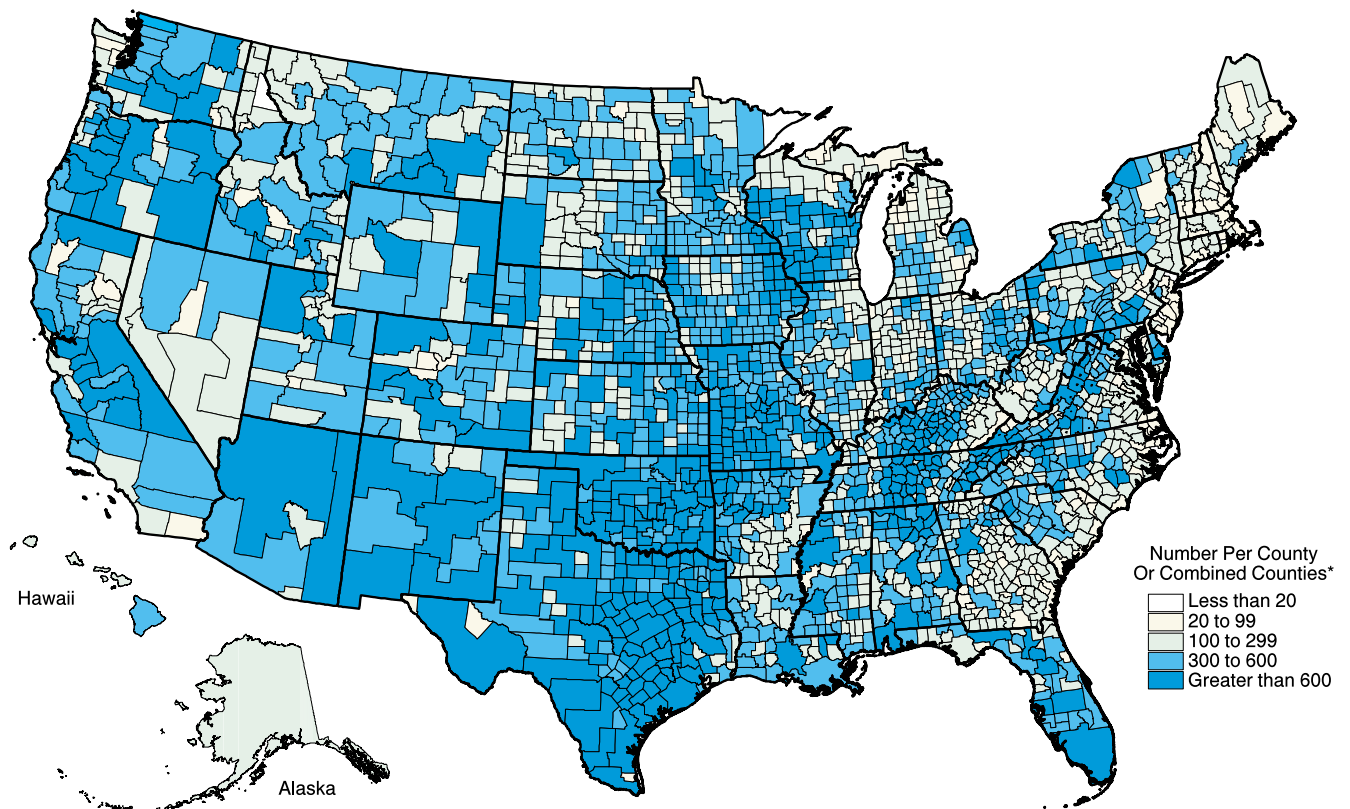 Hawaii
Alaska
Number Per County
Or Combined Counties*
Less than 20
20 to 99
100 to 299
300 to 600
Greater than 600